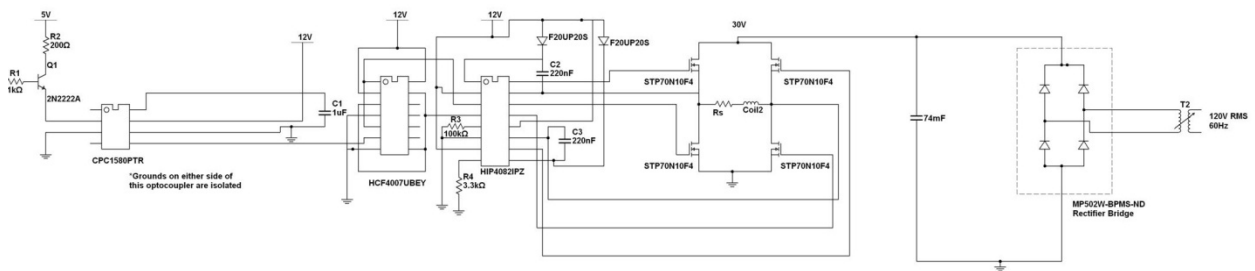 5V
R2
200Ω
Q1
R1
1kΩ
2N2222A
CPC1580PTR
*Grounds on either side of
this optocoupler are isolated
12V
C1
1uF
12V
HCF4007UBEY
12V
F20UP20S
F20UP20S
C2
220nF
R3
100kΩ
C3
220nF
R4
3.3kΩ
HIP4082IPZ
30V
STP70N10F4
STP70N10F4
Rs
Coil2
STP70N10F4
STP70N10F4
74mF
T2
120V RMS
60Hz
MP502W-BPMS-ND
Rectifier Bridge